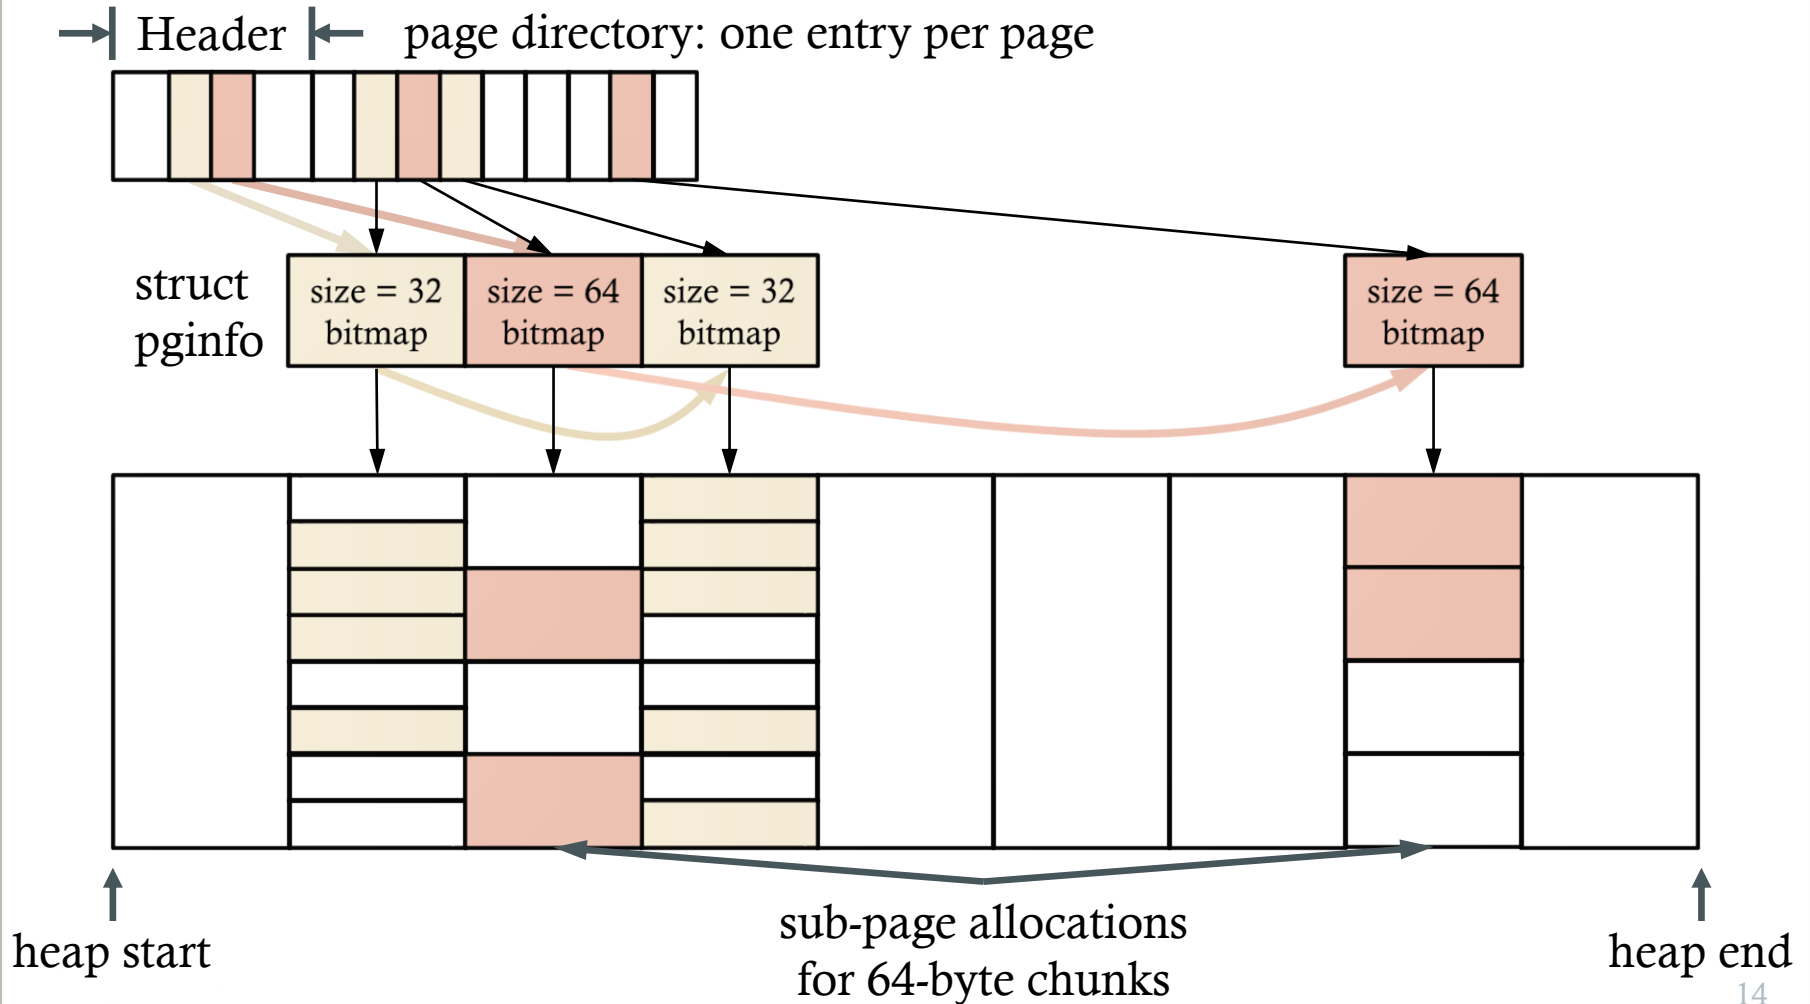 Header
page directory: one entry per page
struct
pginfo
size = 32
bitmap
size = 64
bitmap
size = 32
bitmap
size = 64
bitmap
heap start
sub-page allocations
for 64-byte chunks
heap end
14